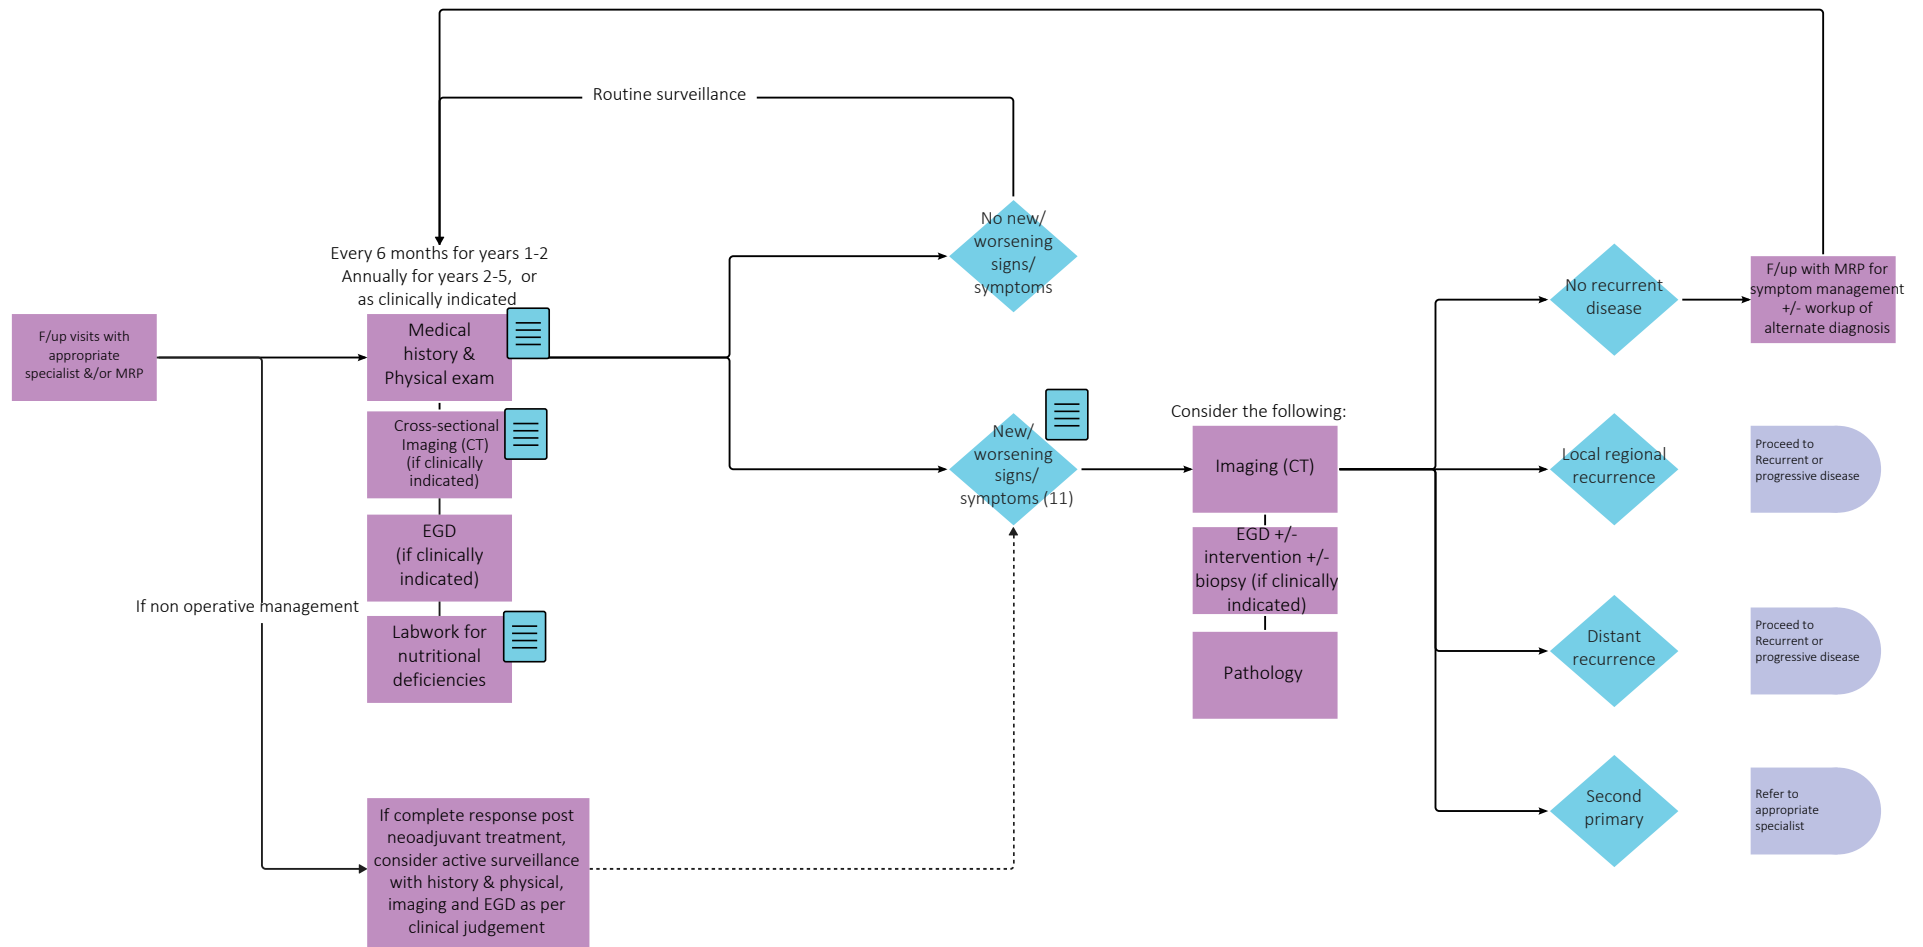 Routine surveillance
No new/
worsening
signs/
symptoms
Every 6 months for years 1-2
Annually for years 2-5, or
as clinically indicated
F/up visits with
appropriate
specialist &/or MRP
Medical
history &
Physical exam
Cross-sectional
Imaging (CT)
(if clinically
indicated)
EGD
(if clinically
indicated)
If non operative management
Labwork for
nutritional
deficiencies
If complete response post
neoadjuvant treatment,
consider active surveillance
with history & physical,
imaging and EGD as per
clinical judgement
New/
worsening
signs/
symptoms (11)
Consider the following:
Imaging (CT)
EGD +/-
intervention +/-
biopsy (if clinically
indicated)
Pathology
No recurrent
disease
F/up with MRP for
symptom management
+/- workup of
alternate diagnosis
Local regional
recurrence
Proceed to
Recurrent or
progressive disease
Distant
recurrence
Proceed to
Recurrent or
progressive disease
Second
primary
Refer to
appropriate
specialist